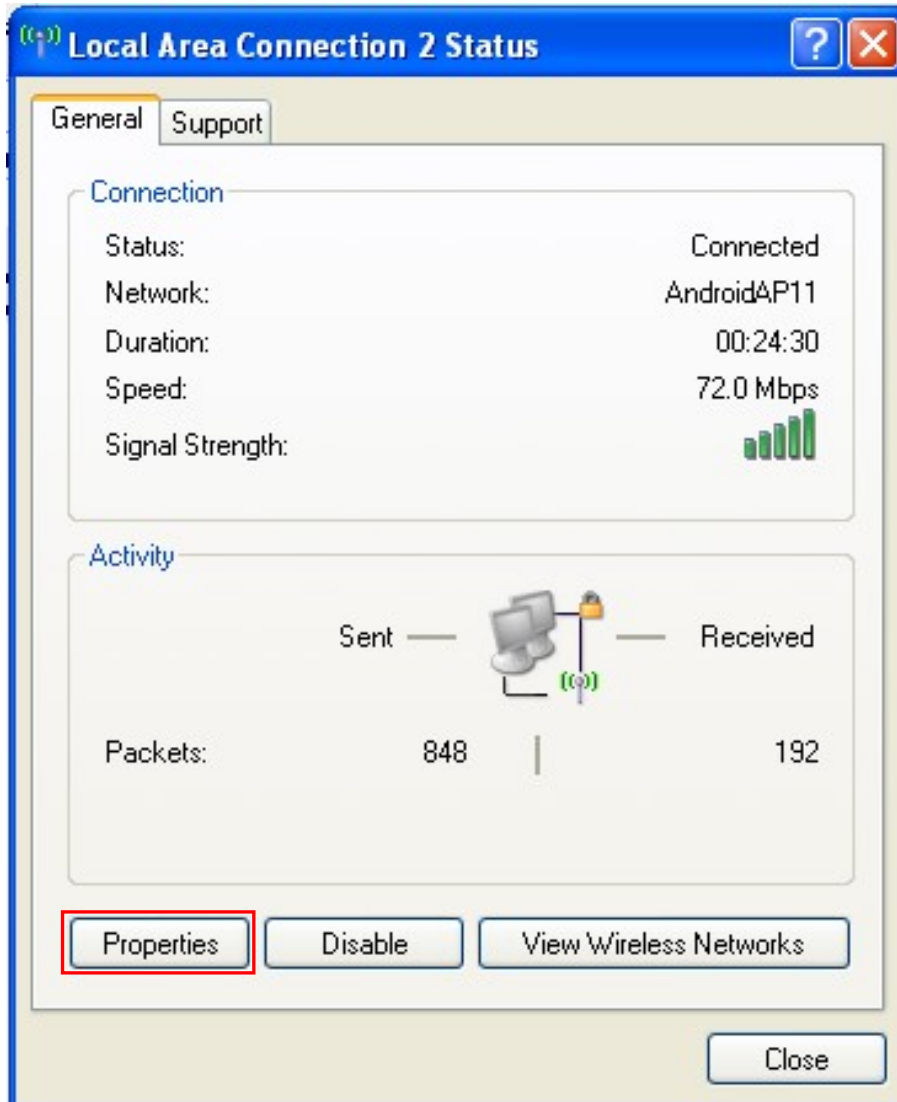 Local Area Connection 2 Status
General Support
Connection
Status: Connected
Network: AndroidAP11
Duration: 00:24:30
Speed: 72.0 Mbps
Signal Strength:
Activity
Sent Received
Packets: 848 192
Properties Disable View Wireless Networks
Close